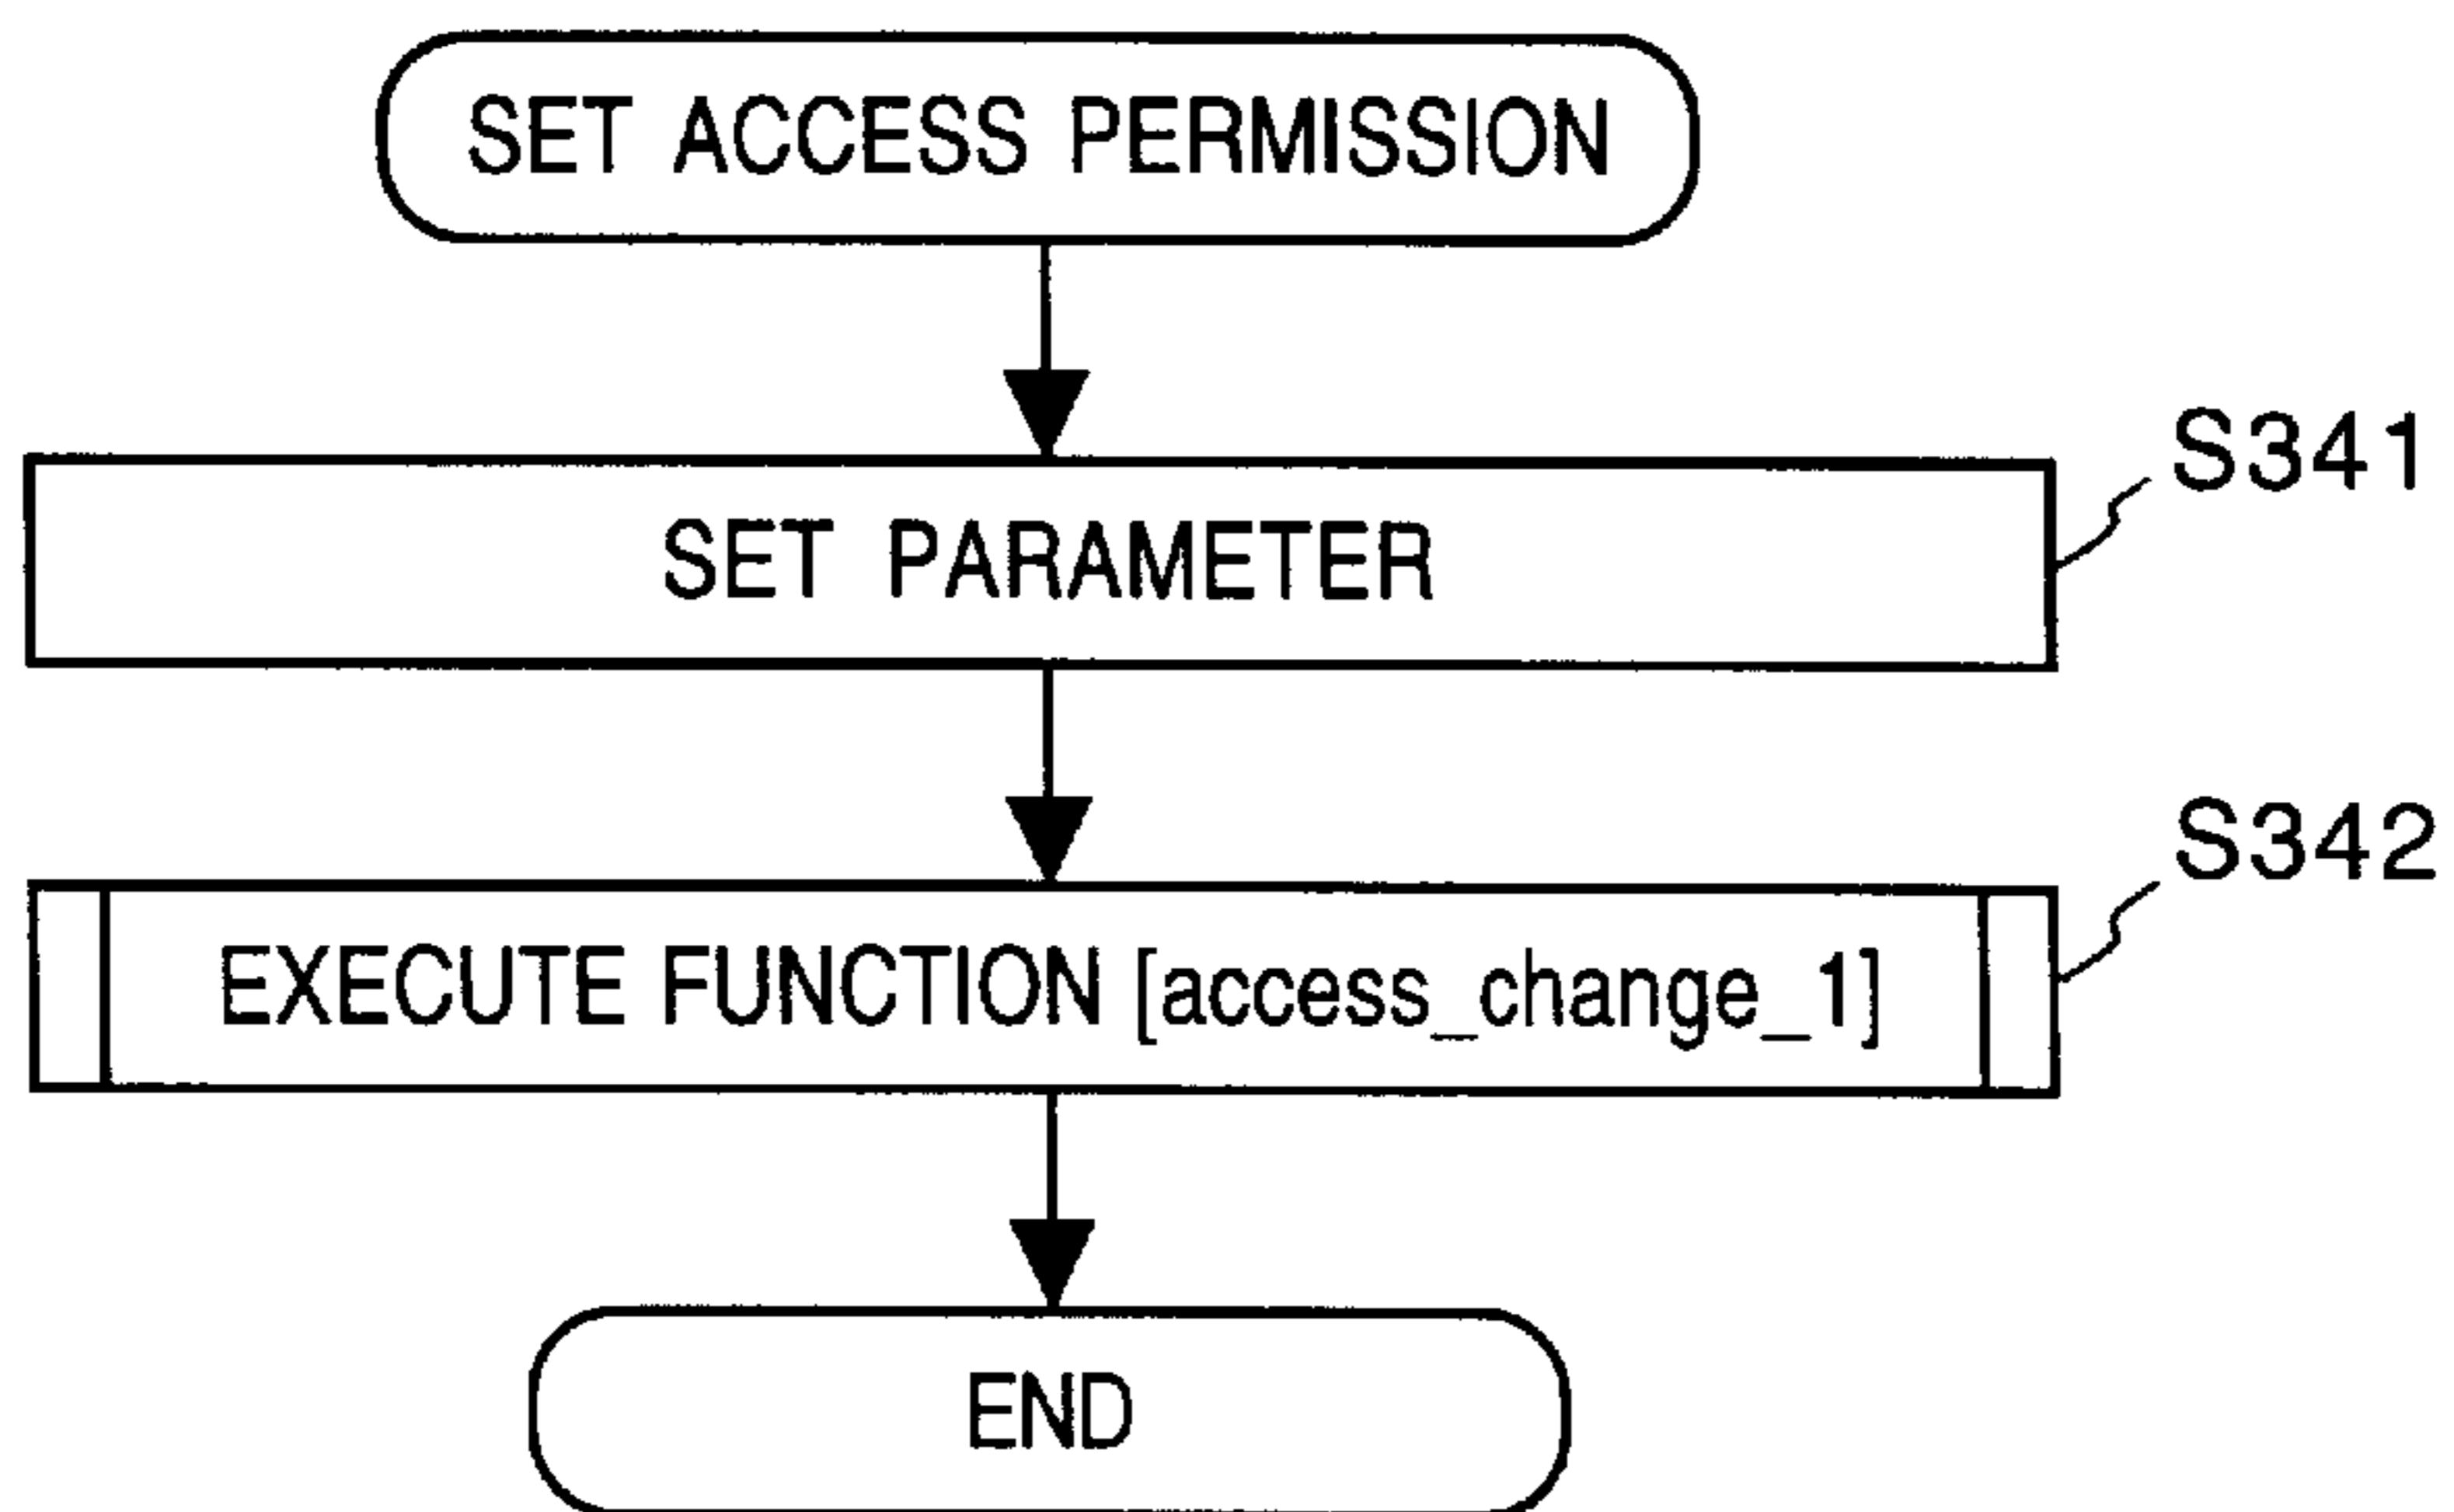 SET ACCESS PERMISSION
S341
SET PARAMETER
S342
EXECUTE FUNCTION [access_change_1]
END